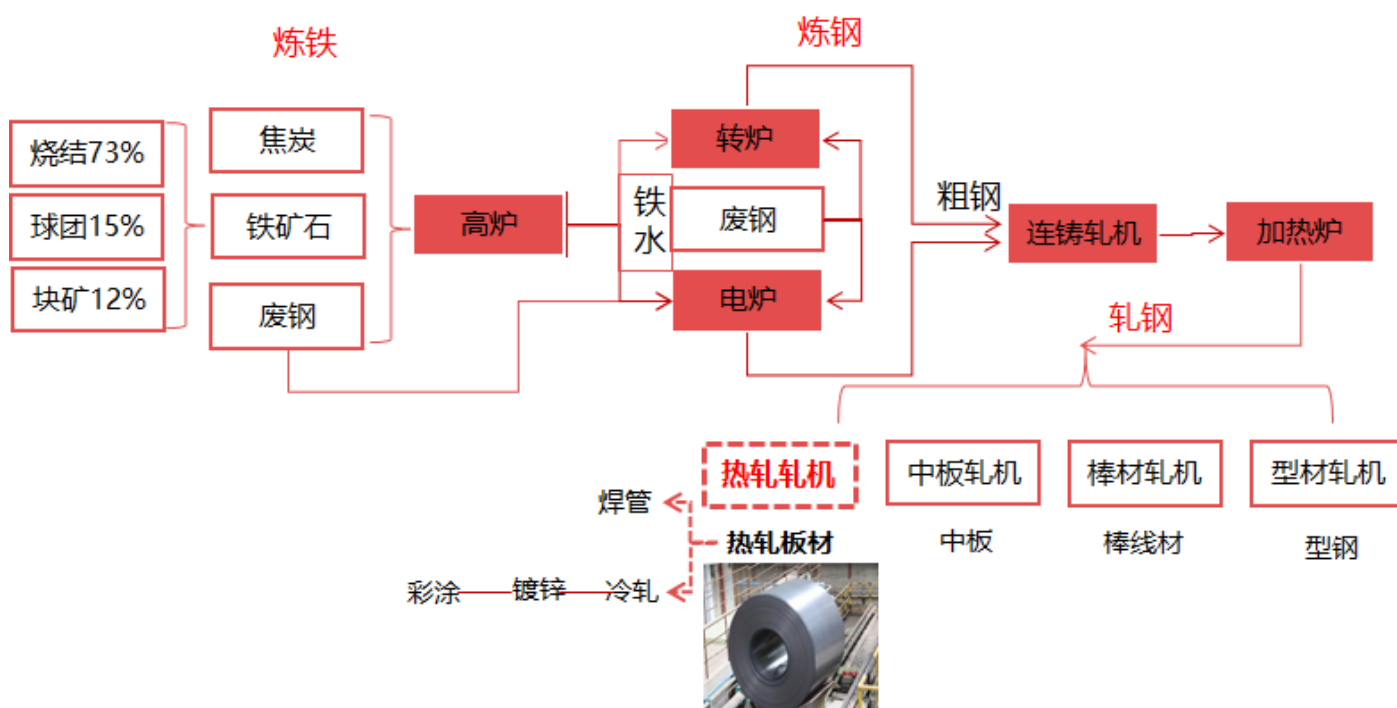 炼铁
炼钢
烧结73%
球团15%
块矿12%
焦炭
铁矿石
废钢
高炉
铁水
转炉
废钢
电炉
粗钢
连铸轧机
加热炉
轧钢
热轧轧机
中板轧机
棒材轧机
型材轧机
焊管
热轧板材
中板
棒线材
型钢
彩涂
镀锌
冷轧